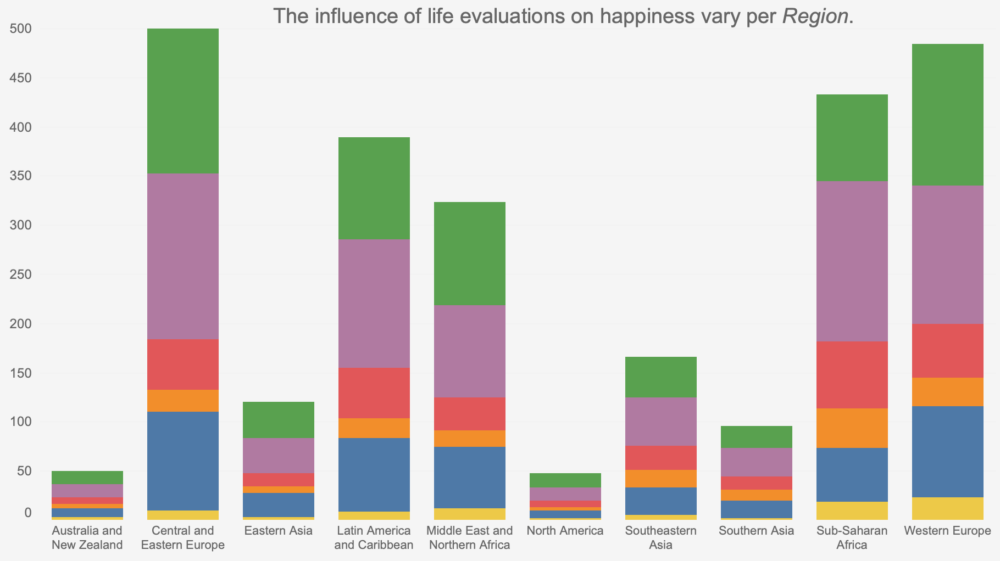 The influence of life evaluations on happiness vary per Region.
500
450
400
350
300
250
200
150
100
50
0
Australia and
New Zealand
Central and
Eastern Europe
Eastern Asia
Latin America
and Caribbean
Middle East and
Northern Africa
North America
Southeastern
Asia
Southern Asia
Sub-Saharan
Africa
Western Europe